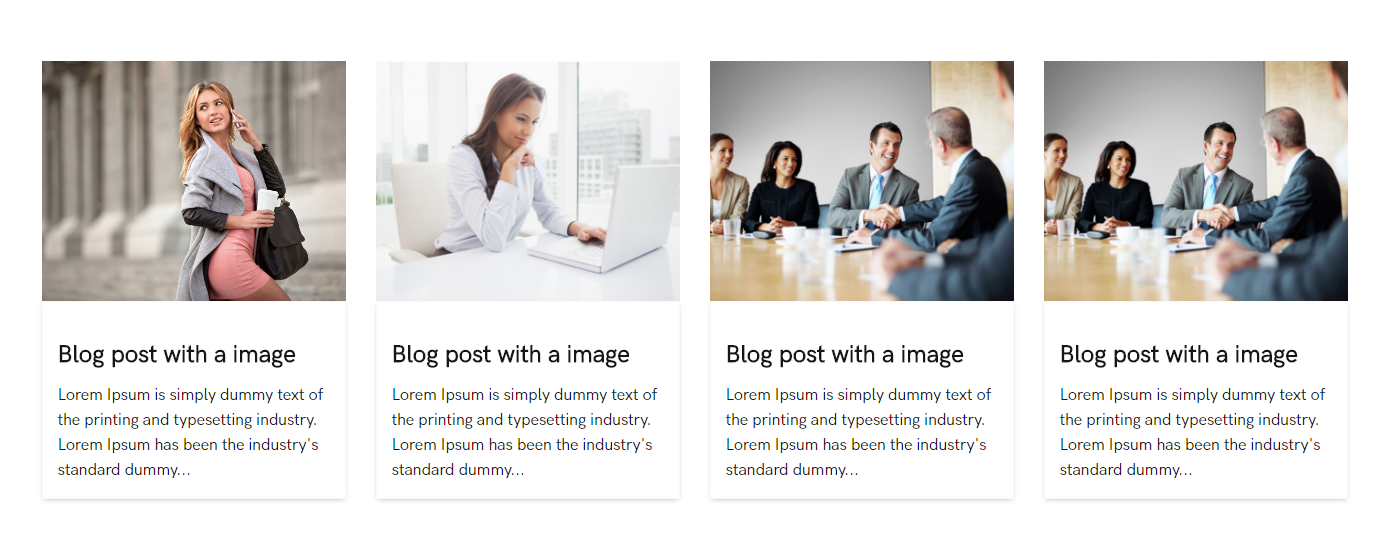 Blog post with a image
Lorem Ipsum is simply dummy text of
the printing and typesetting industry.
Lorem Ipsum has been the industry's
standard dummy...
Blog post with a image
Lorem Ipsum is simply dummy text of
the printing and typesetting industry.
Lorem Ipsum has been the industry's
standard dummy...
Blog post with a image
Lorem Ipsum is simply dummy text of
the printing and typesetting industry.
Lorem Ipsum has been the industry's
standard dummy...
Blog post with a image
Lorem Ipsum is simply dummy text of
the printing and typesetting industry.
Lorem Ipsum has been the industry's
standard dummy...